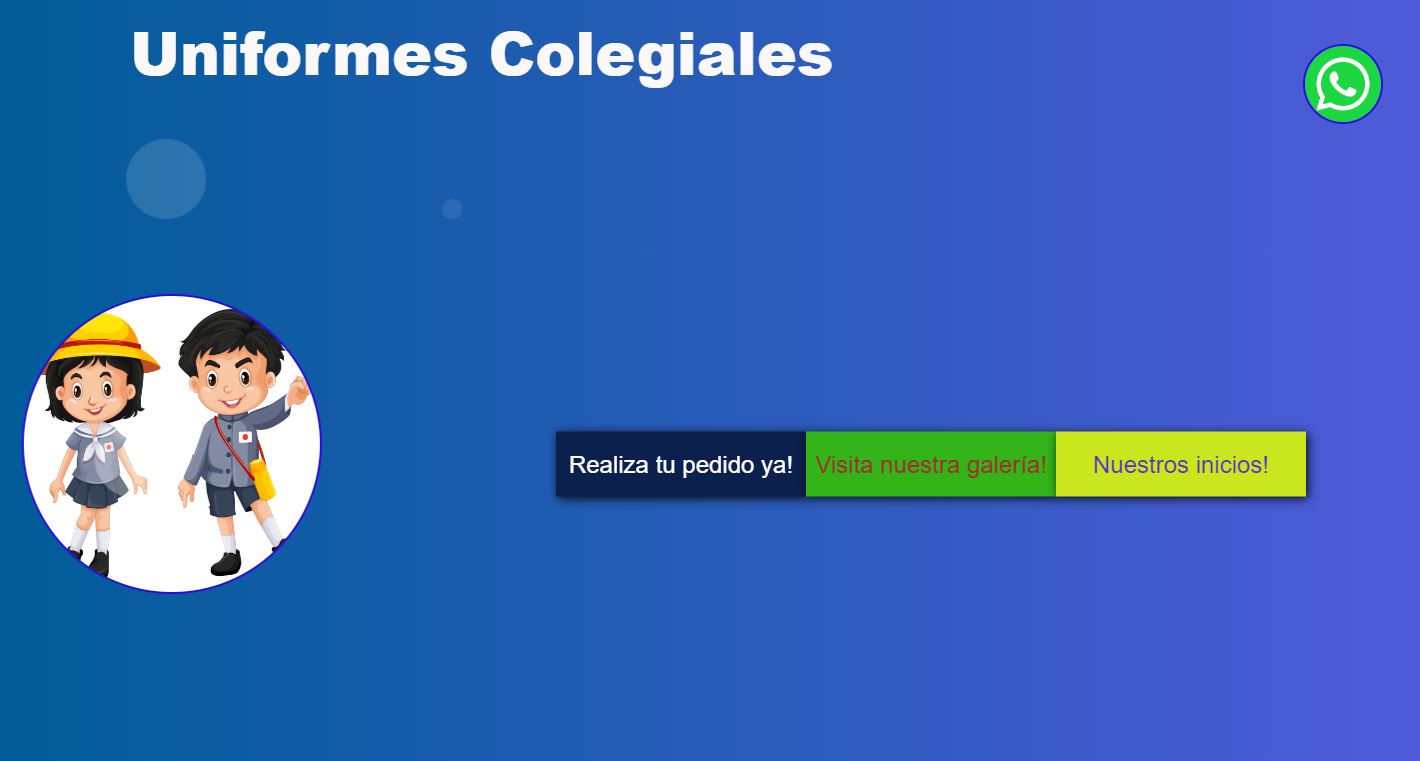 Uniformes Colegiales
Realiza tu pedido ya!
Visita nuestra galería!
Nuestros inicios!